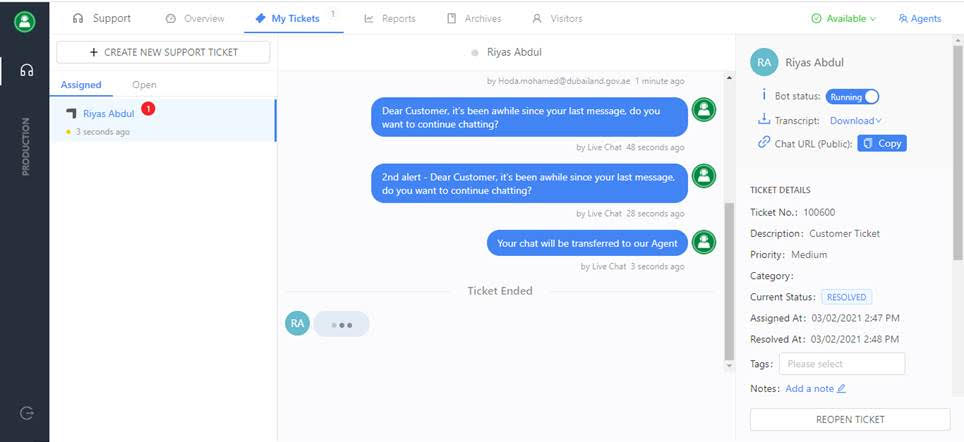 Support
Overview
My Tickets
1
Reports
Archives
Visitors
Available
Agents
PRODUCTION
+ CREATE NEW SUPPORT TICKET
Assigned
Open
Riyas Abdul
1
3 seconds ago
Riyas Abdul
by Hoda.mohamed@dubailand.gov.ae 1 minute ago
Dear Customer, it's been awhile since your last message, do you
want to continue chatting?
by Live Chat 48 seconds ago
2nd alert - Dear Customer, it's been awhile since your last message,
do you want to continue chatting?
by Live Chat 28 seconds ago
Your chat will be transferred to our Agent
by Live Chat 3 seconds ago
Ticket Ended
RA
RA
Riyas Abdul
Bot status: Running
Transcript: Download
Chat URL (Public): Copy
TICKET DETAILS
Ticket No.: 100600
Description: Customer Ticket
Priority: Medium
Category:
Current Status: RESOLVED
Assigned At: 03/02/2021 2:47 PM
Resolved At: 03/02/2021 2:48 PM
Tags: Please select
Notes: Add a note
REOPEN TICKET